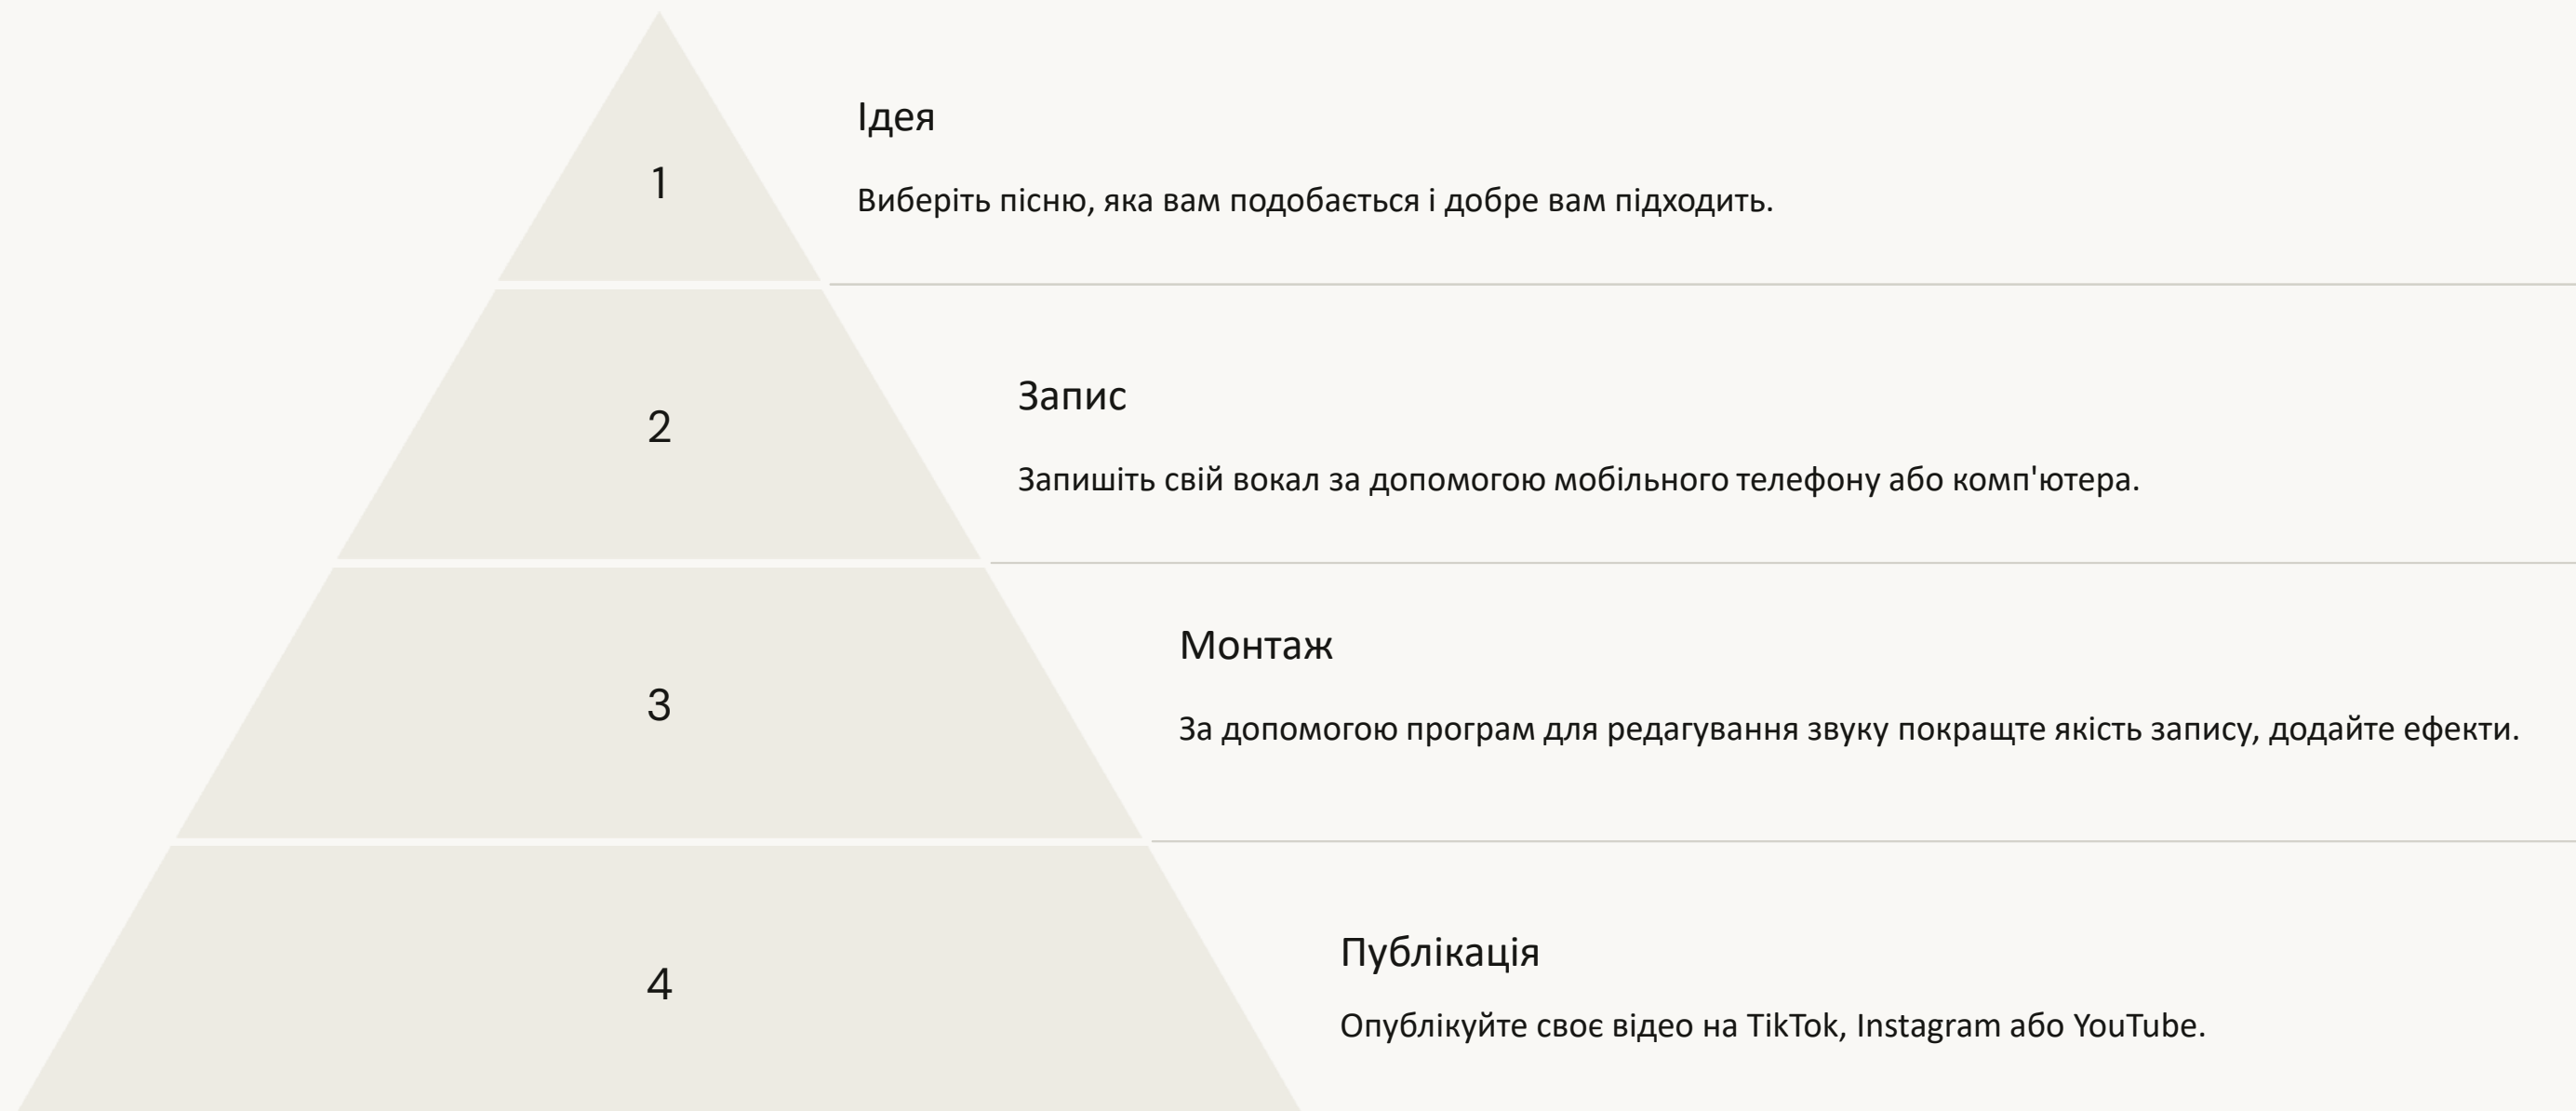 1
Ідея
Виберіть пісню, яка вам подобається і добре вам підходить.
2
Запис
Запишіть свій вокал за допомогою мобільного телефону або комп'ютера.
3
Монтаж
За допомогою програм для редагування звуку покращте якість запису, додайте ефекти.
4
Публікація
Опублікуйте своє відео на TikTok, Instagram або YouTube.